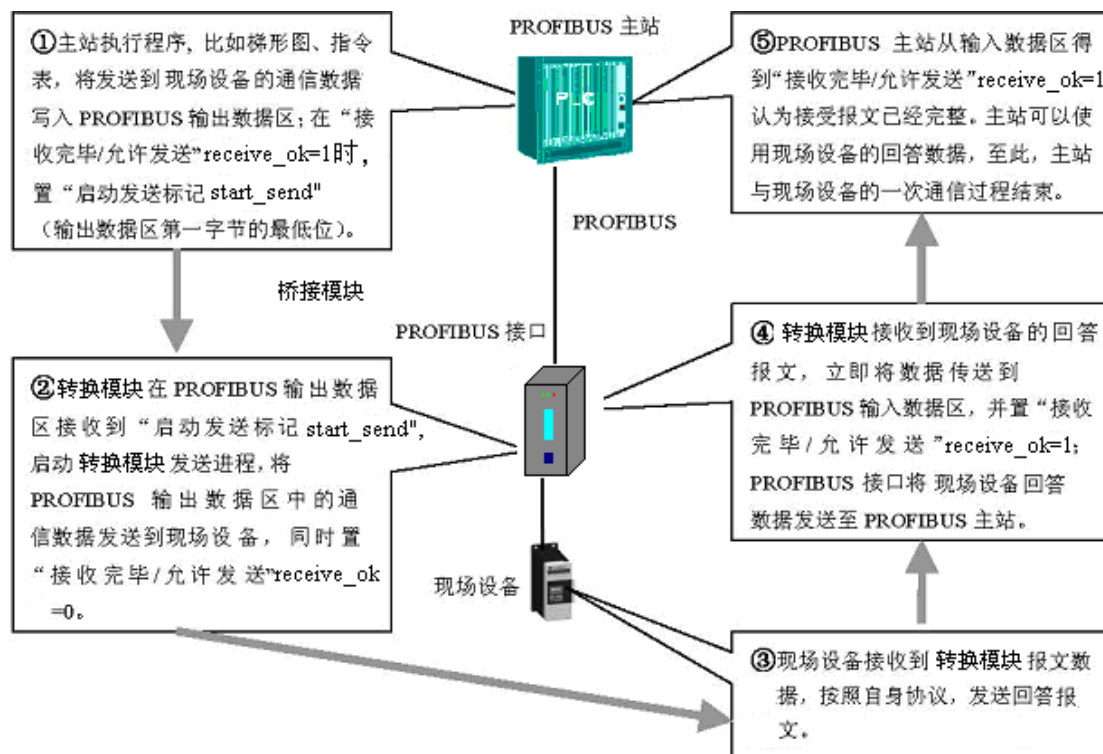 PROFIBUS 主站
①主站执行程序, 比如梯形图、指令
表，将发送到现场设备的通信数据
写入 PROFIBUS 输出数据区；在“接
收完毕/允许发送”receive_ok=1时，
置“启动发送标记 start_send"
（输出数据区第一字节的最低位）。
PLC
⑤PROFIBUS 主站从输入数据区得
到“接收完毕/允许发送”receive_ok=1
认为接受报文已经完整。主站可以使
用现场设备的回答数据，至此，主站
与现场设备的一次通信过程结束。
PROFIBUS
桥接模块
PROFIBUS 接口
②转换模块在 PROFIBUS 输出数据
区接收到“启动发送标记 start_send",
启动 转换模块 发送进程，将
PROFIBUS 输出数据区中的通
信数据发送到现场设备，同时置
“接收完毕/允许发送”receive_ok
=0。
④ 转换模块接收到现场设备的回答
报文，立即将数据传送到
PROFIBUS 输入数据区，并置“接收
完毕/允许发送”receive_ok=1；
PROFIBUS 接口将 现场设备回答
数据发送至 PROFIBUS 主站。
现场设备
③现场设备接收到 转换模块 报文数
据，按照自身协议，发送回答报
文。